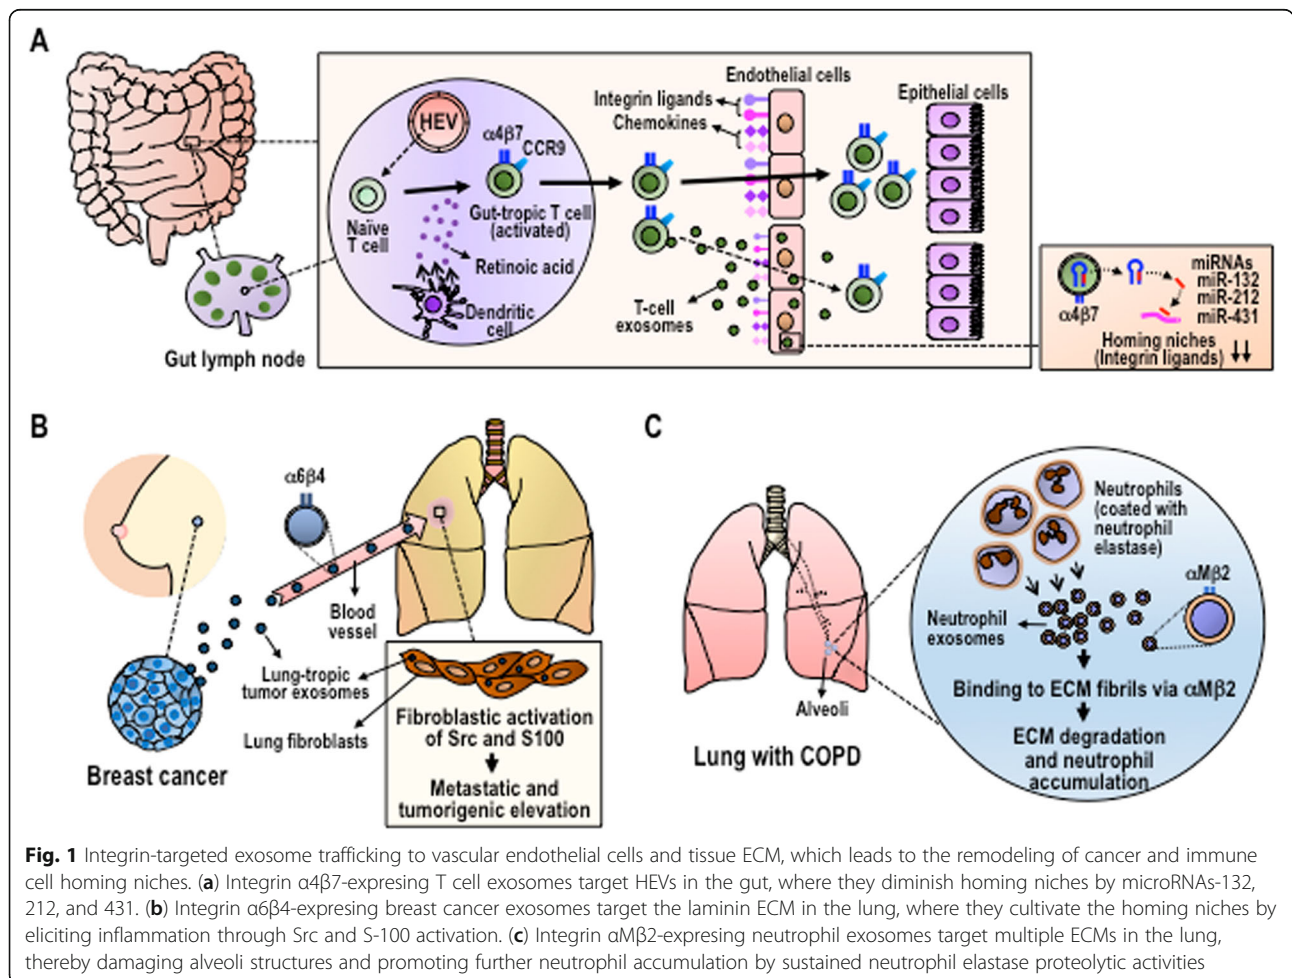 A
HEV
α4β7
CCR9
Naïve
T cell
Gut-tropic T cell
(activated)
Retinoic acid
Dendritic
cell
Gut lymph node
Endothelial cells
Integrin ligands
Chemokines
Epithelial cells
T-cell
exosomes
α4β7
miRNAs
miR-132
miR-212
miR-431
Homing niches
(Integrin ligands) ↓↓
B
α6β4
Blood
vessel
Lung-tropic
tumor exosomes
Lung fibroblasts
Breast cancer
Fibroblastic activation
of Src and S100
Metastatic and
tumorigenic elevation
C
Alveoli
Lung with COPD
Neutrophils
(coated with
neutrophil
elastase)
αMβ2
Neutrophil
exosomes
Binding to ECM fibrils via αMβ2
ECM degradation
and neutrophil
accumulation
Fig. 1 Integrin-targeted exosome trafficking to vascular endothelial cells and tissue ECM, which leads to the remodeling of cancer and immune
cell homing niches. (a) Integrin α4β7-expresing T cell exosomes target HEVs in the gut, where they diminish homing niches by microRNAs-132,
212, and 431. (b) Integrin α6β4-expresing breast cancer exosomes target the laminin ECM in the lung, where they cultivate the homing niches by
eliciting inflammation through Src and S-100 activation. (c) Integrin αMβ2-expresing neutrophil exosomes target multiple ECMs in the lung,
thereby damaging alveoli structures and promoting further neutrophil accumulation by sustained neutrophil elastase proteolytic activities